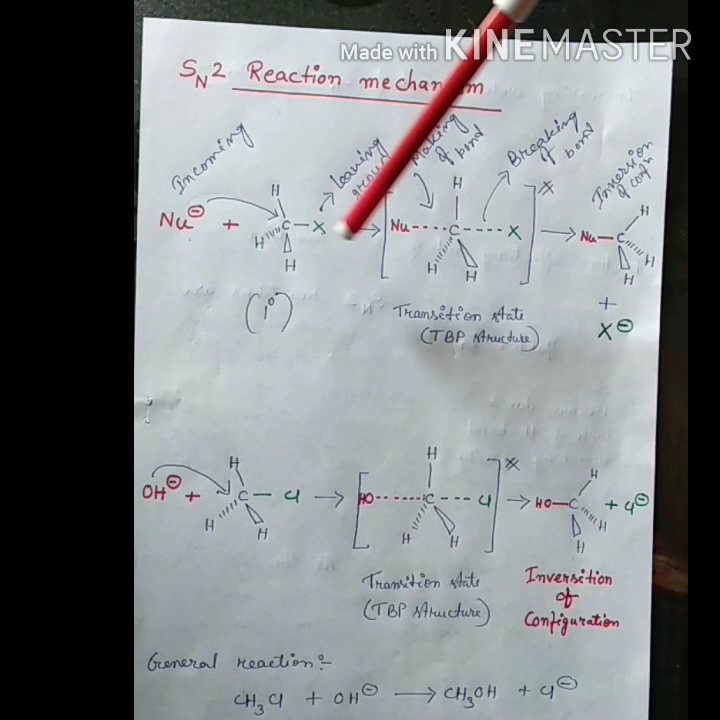 Made with KINEMASTER
SN2 Reaction mechanism
Incoming
Leaving group
Making of bond
Breaking of bond
Inversion of confn
Nu⊖ + H H H C — X → [Nu ---- C ---- X H H H]* → Nu — C H H H
(1°)
Transition state
(TBP structure)
+
X⊖
OH⊖ + H H H C — Cl → [HO ---- C --- Cl H H H]* → HO — C H H H + Cl⊖
Transition state
(TBP structure)
Inversition
of
Configuration
General reaction:-
CH3Cl + OH⊖ → CH3OH + Cl⊖